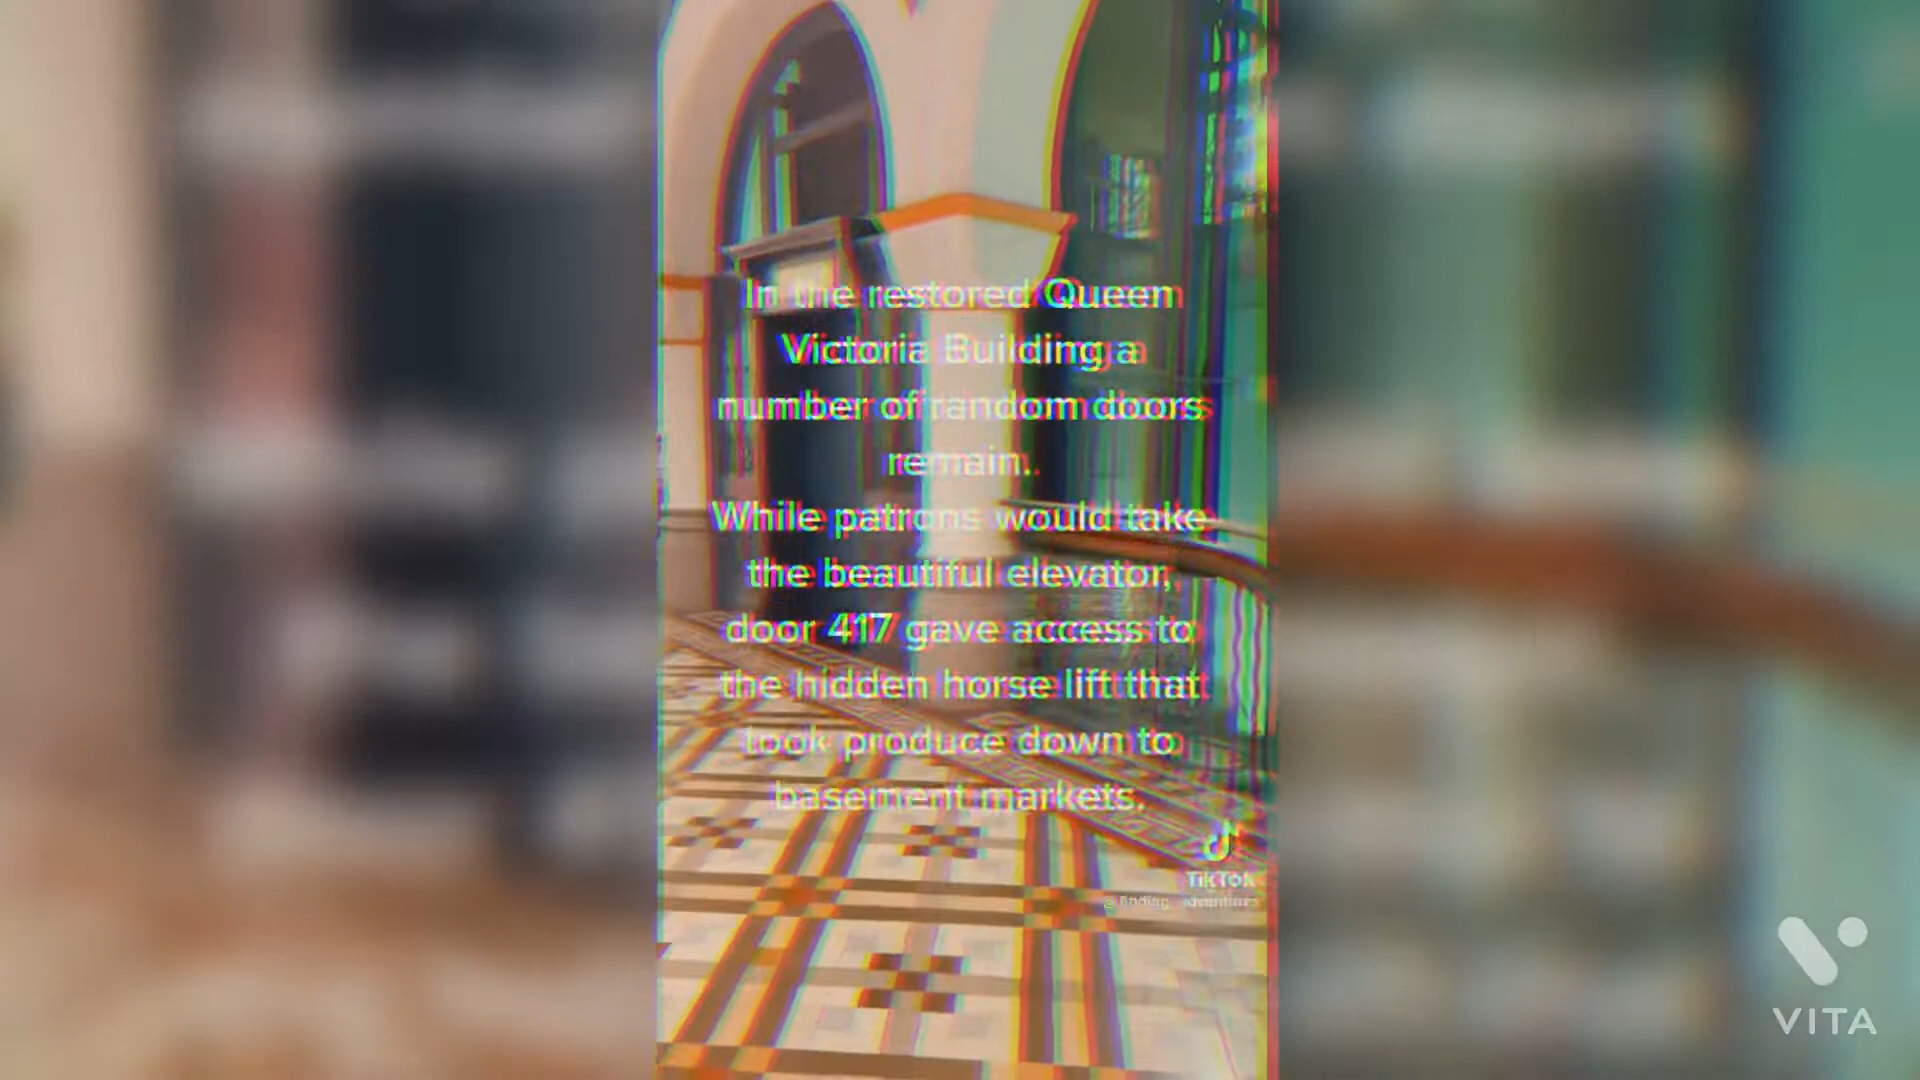 In the restored Queen
Victoria Building a
number of random doors
remain..
While patrons would take
the beautiful elevator,
door 417 gave access to
the hidden horse lift that
took produce down to
basement markets.
TikTok
VITA